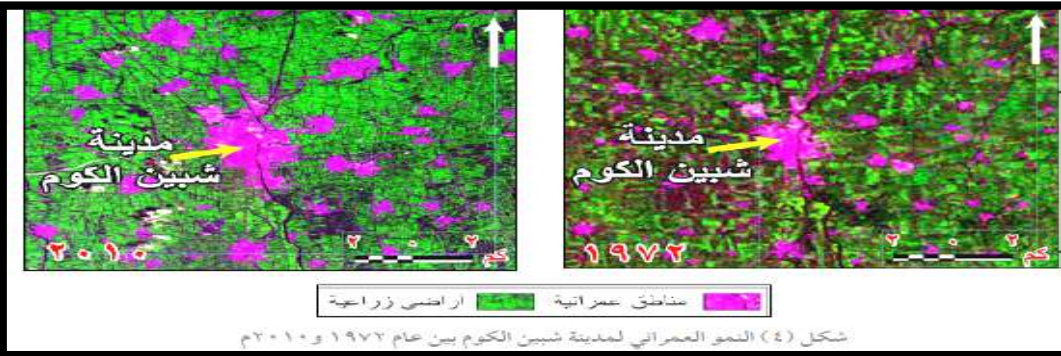 مدينة
شبين الكوم
١٩٧٢
٢ ٠ ٢ كم
مدينة
شبين الكوم
٢٠١٠
٢ ٠ ٢ كم
مناطق عمرانية اراضى زراعية
شكل (٤) النمو العمراني لمدينة شبين الكوم بين عام ١٩٧٢ و٢٠١٠م